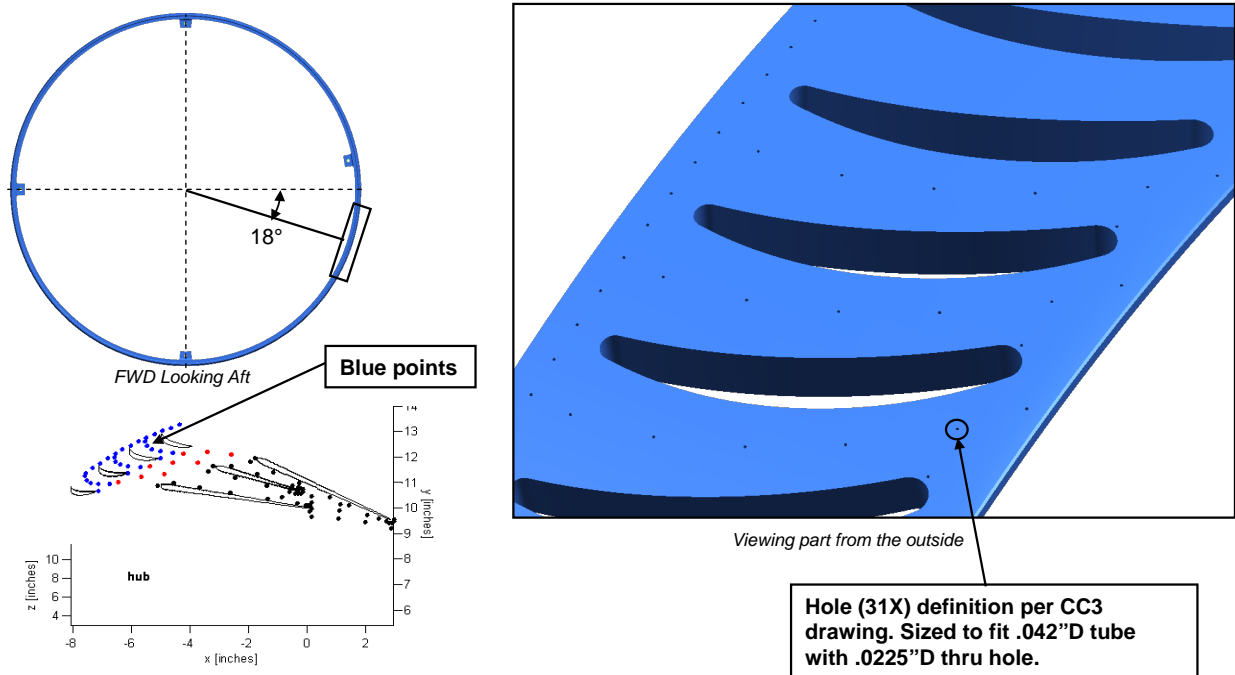 18°
FWD Looking Aft
Blue points
14
13
12
11
10
9
8
7
6
y [inches]
10
8
6
4
z [inches]
hub
-8
-6
-4
-2
0
2
x [inches]
Viewing part from the outside
Hole (31X) definition per CC3
drawing. Sized to fit .042”D tube
with .0225”D thru hole.